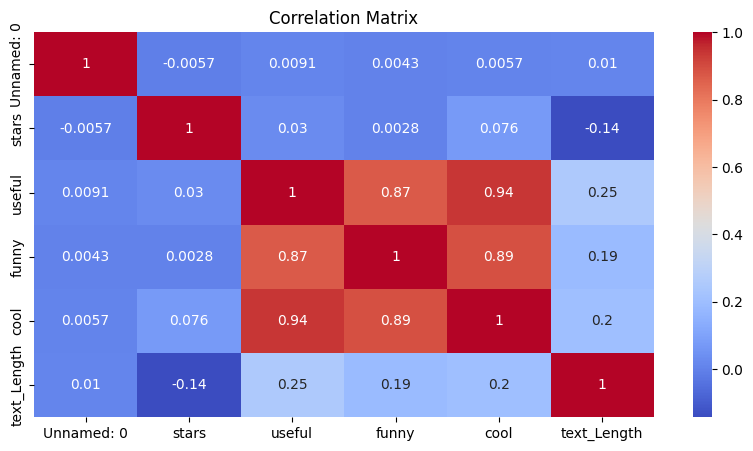 Correlation Matrix
Unnamed: 0 1 -0.0057 0.0091 0.0043 0.0057 0.01
stars -0.0057 1 0.03 0.0028 0.076 -0.14
useful 0.0091 0.03 1 0.87 0.94 0.25
funny 0.0043 0.0028 0.87 1 0.89 0.19
cool 0.0057 0.076 0.94 0.89 1 0.2
text_Length 0.01 -0.14 0.25 0.19 0.2 1
Unnamed: 0 stars useful funny cool text_Length
1.0
0.8
0.6
0.4
0.2
0.0